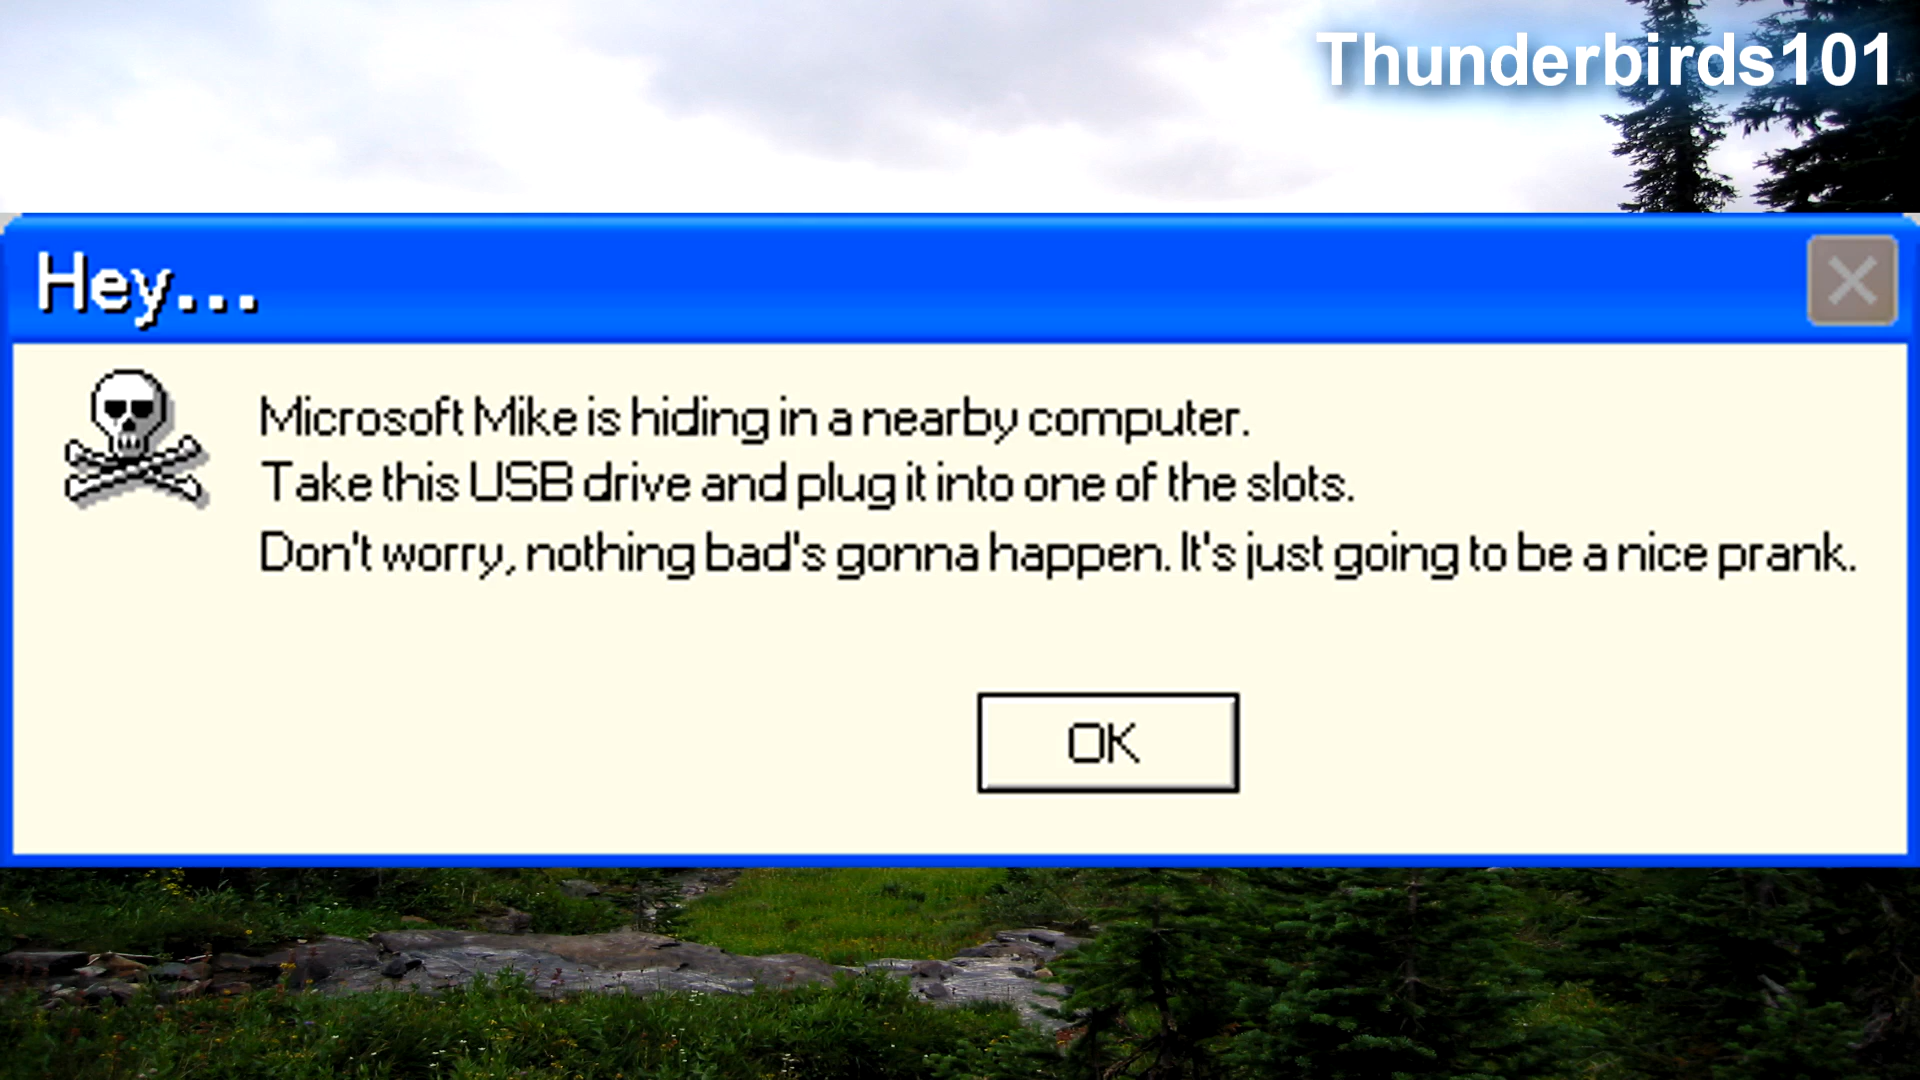 Thunderbirds101
Hey...
Microsoft Mike is hiding in a nearby computer.
Take this USB drive and plug it into one of the slots.
Don't worry, nothing bad's gonna happen. It's just going to be a nice prank.
OK